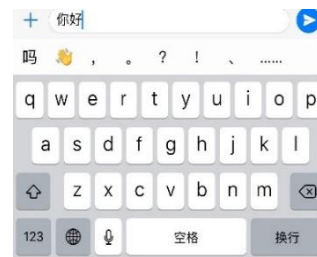 你好
吗 👋 ， 。 ？ ！ 、 ……
q w e r t y u i o p
a s d f g h j k l
z x c v b n m
123 空格 换行